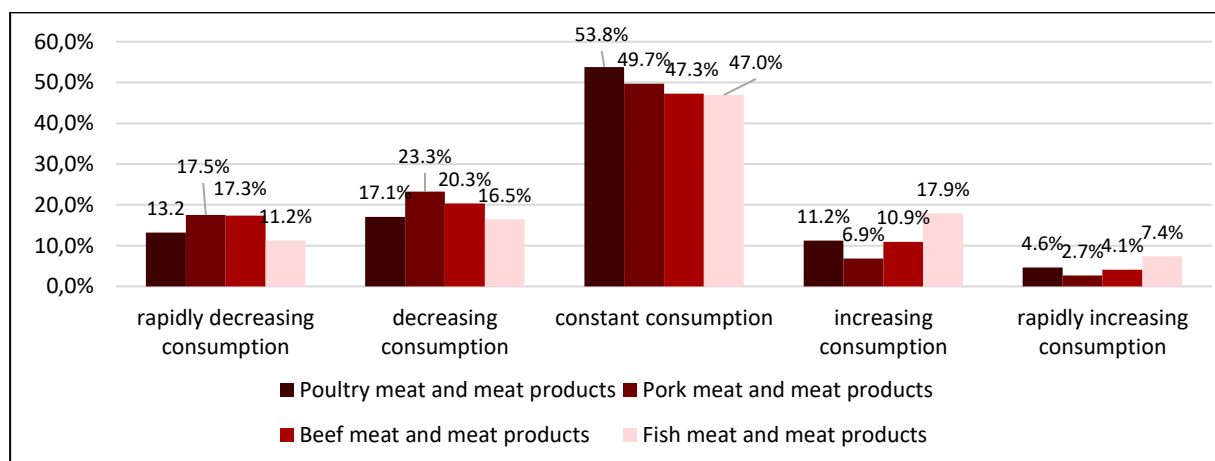 60,0%
50,0%
40,0%
30,0%
20,0%
10,0%
0,0%
13.2
17.5%
17.3%
11.2%
17.1%
23.3%
20.3%
16.5%
53.8%
49.7%
47.3%
47.0%
11.2%
6.9%
10.9%
17.9%
4.6%
2.7%
4.1%
7.4%
rapidly decreasing
consumption
decreasing
consumption
constant consumption
increasing
consumption
rapidly increasing
consumption
Poultry meat and meat products
Pork meat and meat products
Beef meat and meat products
Fish meat and meat products